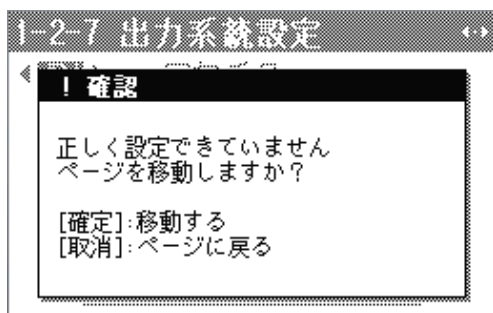 1-2-7 出力系統設定
! 確認
正しく設定できていません
ページを移動しますか？
[確定]:移動する
[取消]:ページに戻る